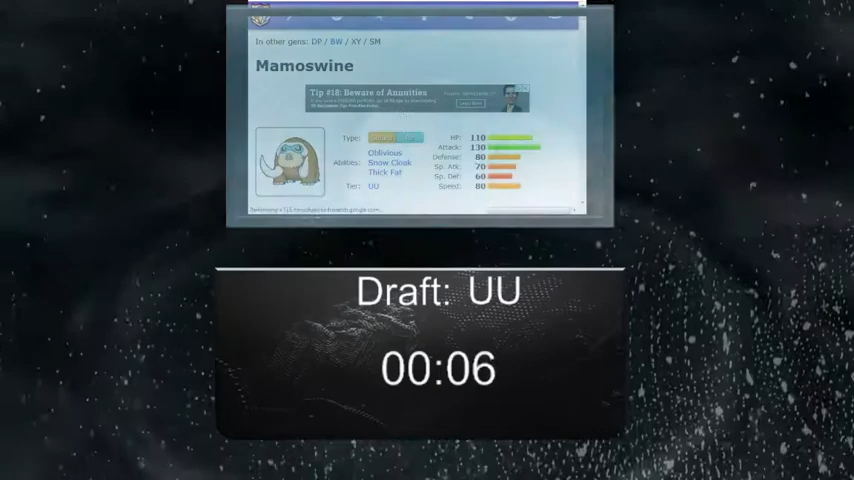 In other gens: DP / BW / XY / SM
Mamoswine
Tip #18: Beware of Annuities
Learn More
Type:
HP: 110
Attack: 130
Defense: 80
Sp. Atk: 70
Sp. Def: 60
Speed: 80
Abilities:
Oblivious
Snow Cloak
Thick Fat
Tier: UU
Draft: UU
00:06